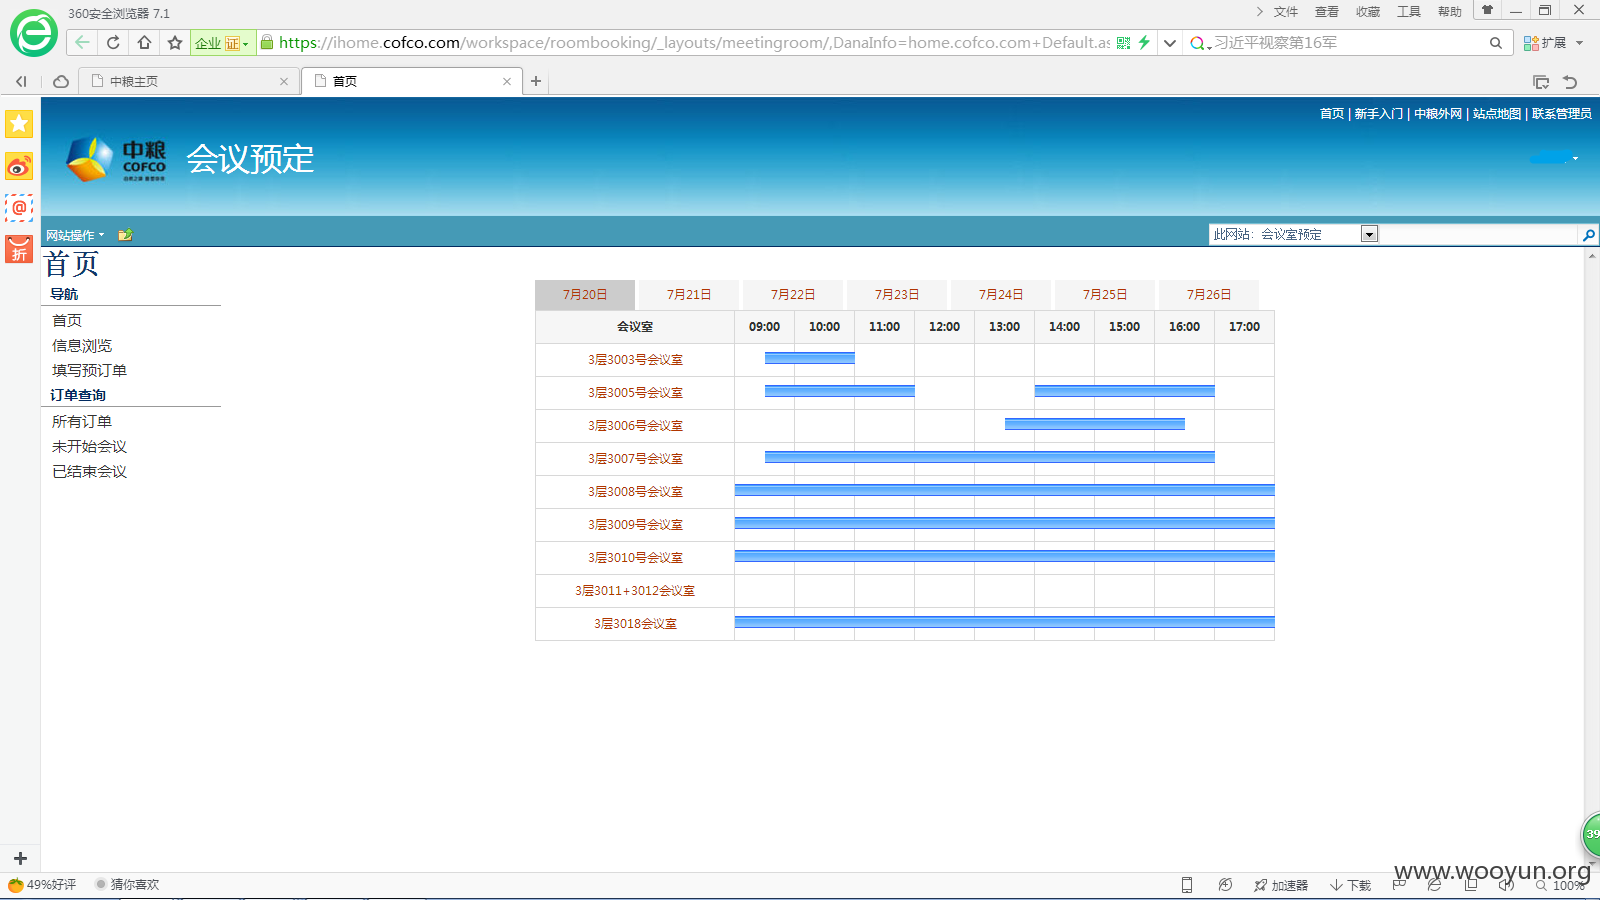 360安全浏览器 7.1
文件 查看 收藏 工具 帮助
企业 证 https://ihome.cofco.com/workspace/roombooking/_layouts/meetingroom/,DanaInfo=home.cofco.com+Default.as 习近平视察第16军 扩展
中粮主页 首页
首页 | 新手入门 | 中粮外网 | 站点地图 | 联系管理员
中粮 COFCO 会议预定
网站操作 此网站: 会议室预定
折
首页
导航
首页
信息浏览
填写预订单
订单查询
所有订单
未开始会议
已结束会议
7月20日 7月21日 7月22日 7月23日 7月24日 7月25日 7月26日
会议室 09:00 10:00 11:00 12:00 13:00 14:00 15:00 16:00 17:00
3层3003号会议室
3层3005号会议室
3层3006号会议室
3层3007号会议室
3层3008号会议室
3层3009号会议室
3层3010号会议室
3层3011+3012会议室
3层3018会议室
39
www.wooyun.org
49%好评 猜你喜欢 加速器 下载 100%